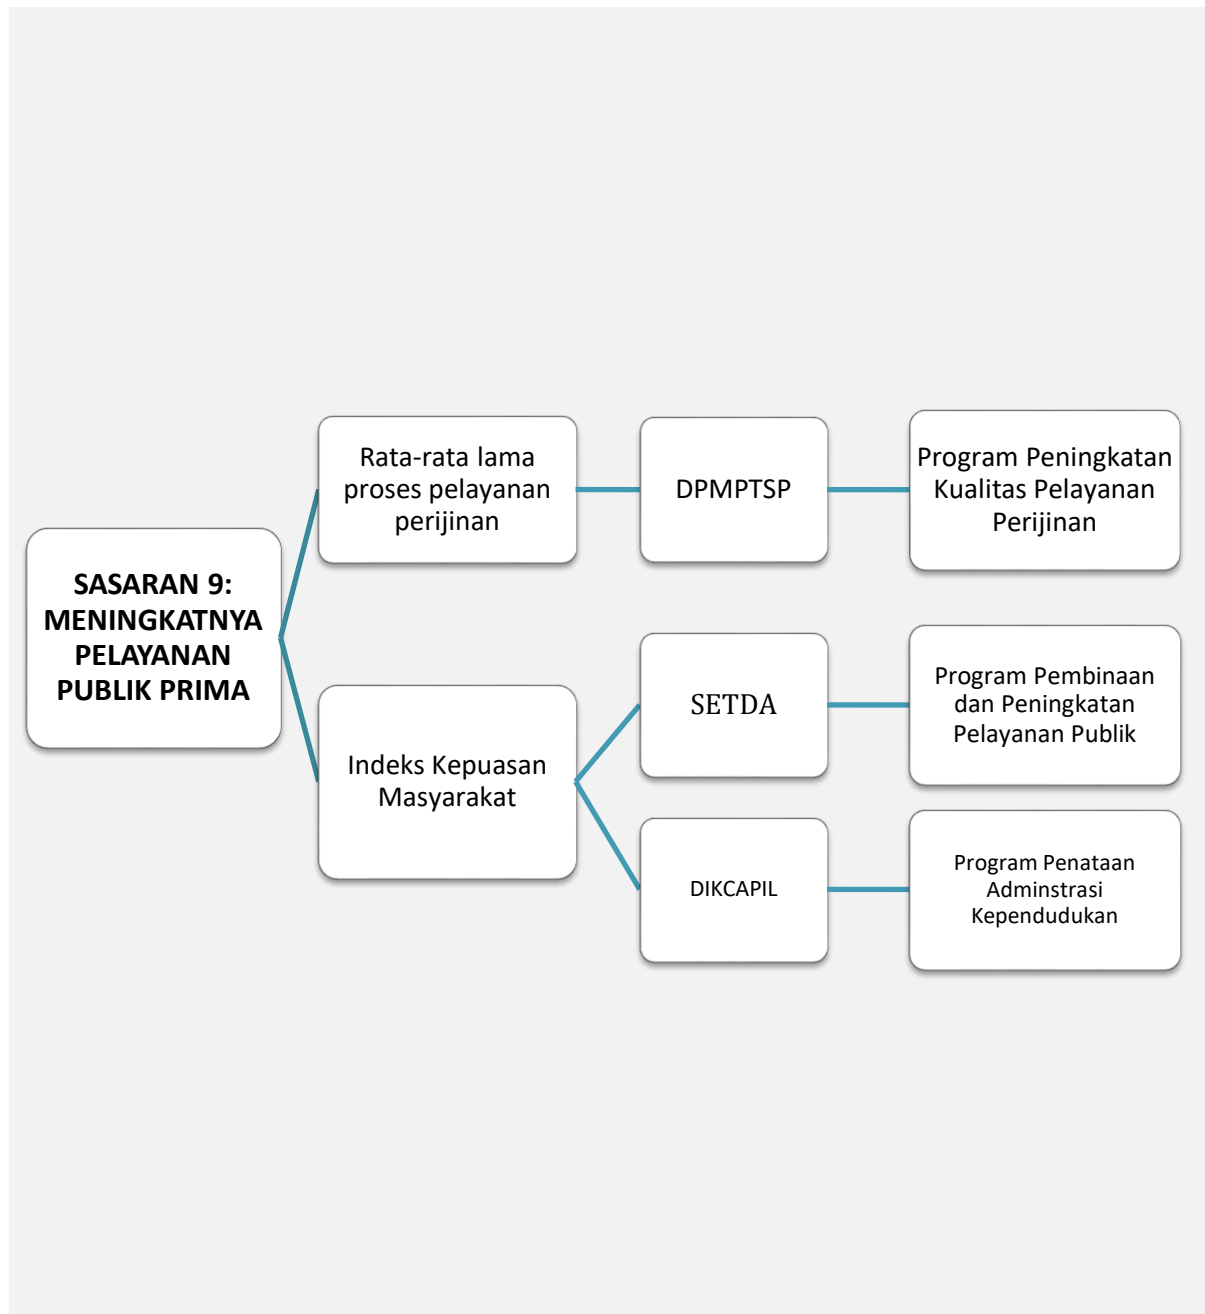 SASARAN 9:
MENINGKATNYA
PELAYANAN
PUBLIK PRIMA
Rata-rata lama
proses pelayanan
perijinan
DPMPTSP
Program Peningkatan
Kualitas Pelayanan
Perijinan
Indeks Kepuasan
Masyarakat
SETDA
Program Pembinaan
dan Peningkatan
Pelayanan Publik
DIKCAPIL
Program Penataan
Adminstrasi
Kependudukan